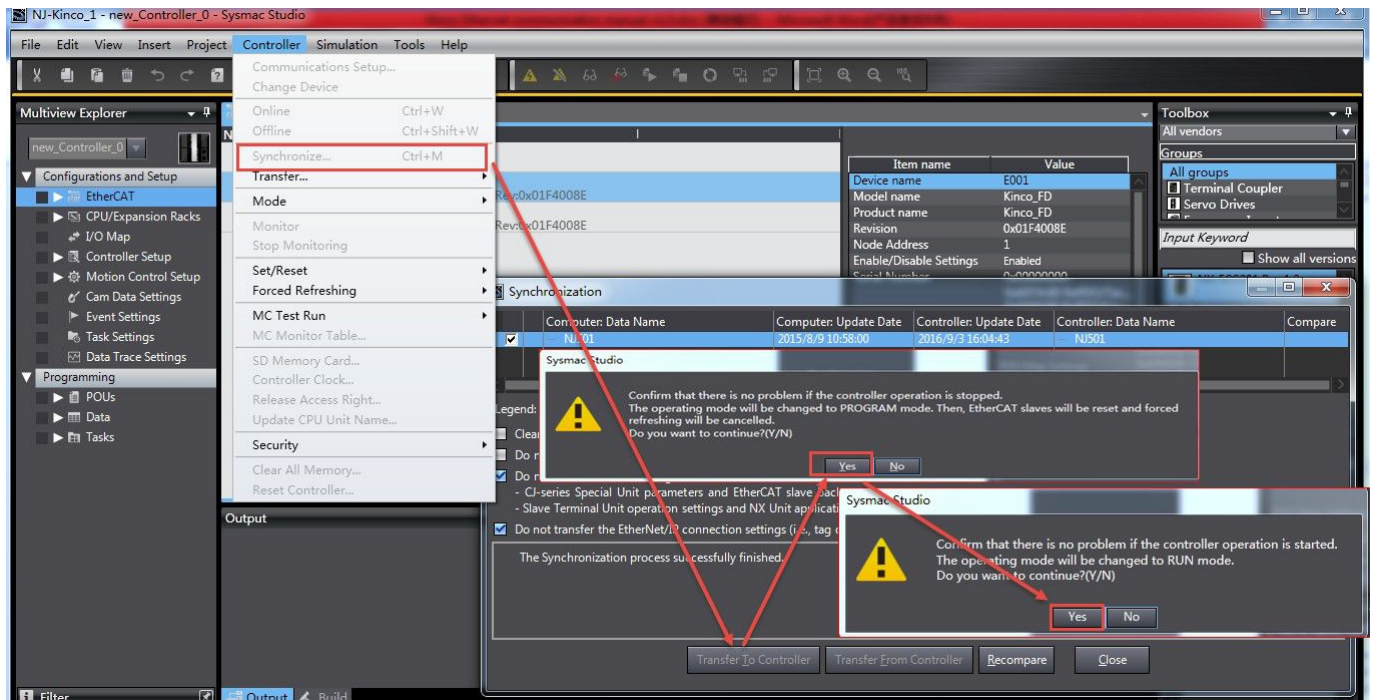 NJ-Kinco_1 - new_Controller_0 - Sysmac Studio
File Edit View Insert Project Controller Simulation Tools Help
Communications Setup...
Change Device
Online Ctrl+W
Offline Ctrl+Shift+W
Synchronize... Ctrl+M
Transfer...
Mode
Monitor
Stop Monitoring
Set/Reset
Forced Refreshing
MC Test Run
MC Monitor Table...
SD Memory Card...
Controller Clock...
Release Access Right...
Update CPU Unit Name...
Security
Clear All Memory...
Reset Controller...
Multiview Explorer
new_Controller_0
Configurations and Setup
EtherCAT
CPU/Expansion Racks
I/O Map
Controller Setup
Motion Control Setup
Cam Data Settings
Event Settings
Task Settings
Data Trace Settings
Programming
POUs
Data
Tasks
Filter
Rev:0x01F4008E
Rev:0x01F4008E
Item name Value
Device name E001
Model name Kinco_FD
Product name Kinco_FD
Revision 0x01F4008E
Node Address 1
Enable/Disable Settings Enabled
Serial Number 0x00000000
Toolbox
All vendors
Groups
All groups
Terminal Coupler
Servo Drives
Input Keyword
Show all versions
Synchronization
Computer: Data Name Computer: Update Date Controller: Update Date Controller: Data Name Compare
NJ501 2015/8/9 10:58:00 2016/9/3 16:04:43 NJ501
Sysmac Studio
Confirm that there is no problem if the controller operation is stopped.
The operating mode will be changed to PROGRAM mode. Then, EtherCAT slaves will be reset and forced
refreshing will be cancelled.
Do you want to continue?(Y/N)
Yes No
Legend:
Clear
Do n
Do n
- CJ-series Special Unit parameters and EtherCAT slave back
- Slave Terminal Unit operation settings and NX Unit applicati
Do not transfer the EtherNet/IP connection settings (i.e., tag
The Synchronization process successfully finished.
Sysmac Studio
Confirm that there is no problem if the controller operation is started.
The operating mode will be changed to RUN mode.
Do you want to continue?(Y/N)
Yes No
Transfer To Controller Transfer From Controller Recompare Close
Output
Output Build